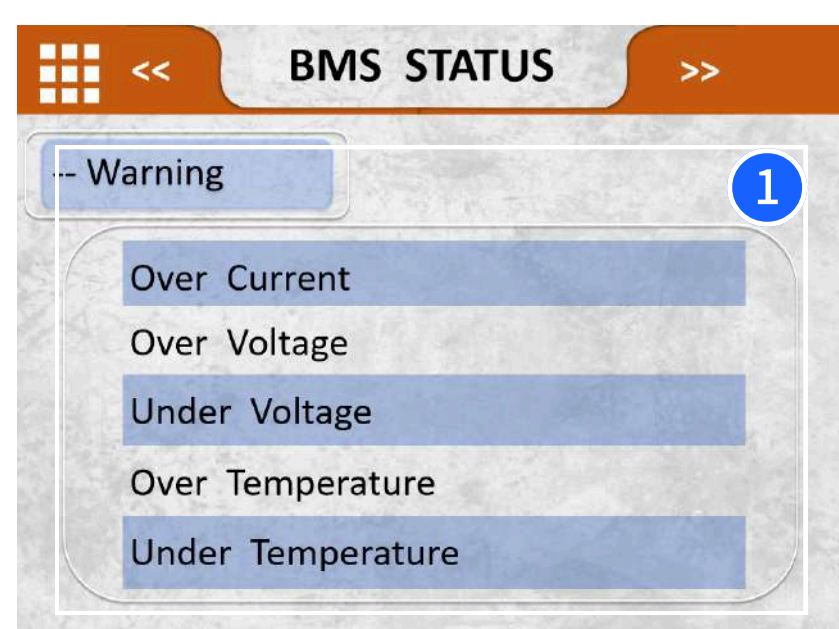 << BMS STATUS >>
-- Warning
1
Over Current
Over Voltage
Under Voltage
Over Temperature
Under Temperature